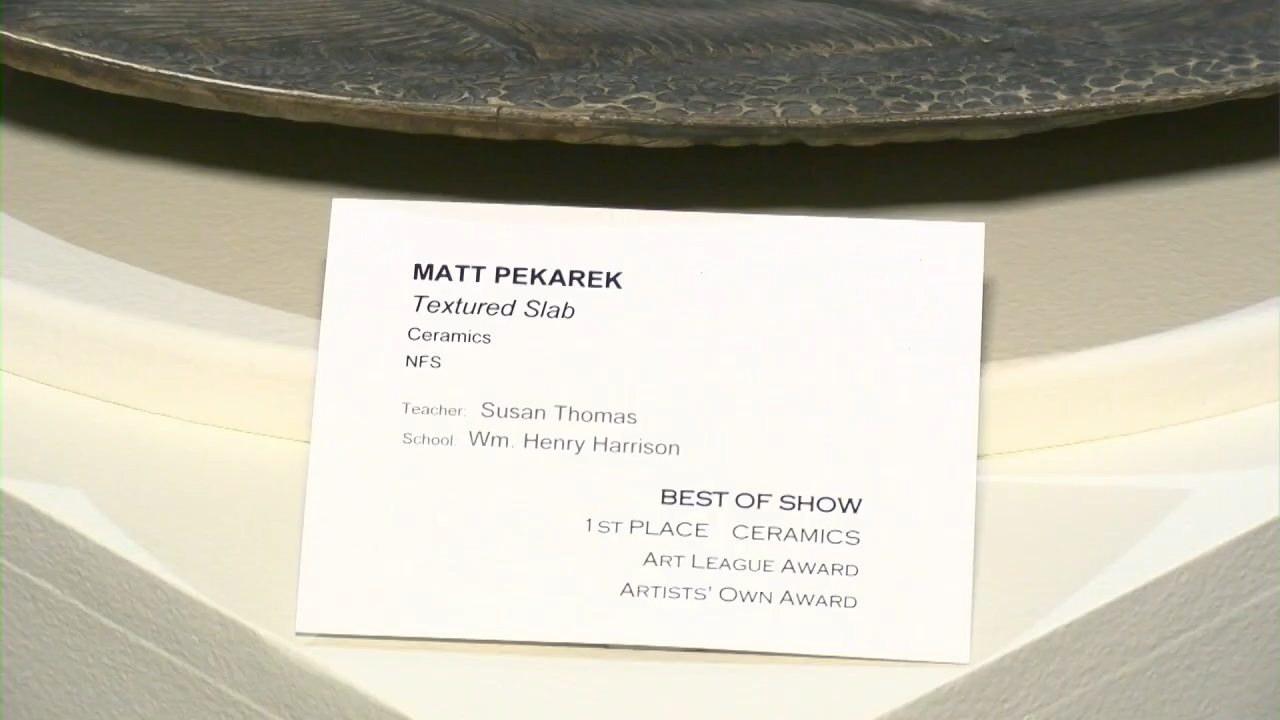 MATT PEKAREK
Textured Slab
Ceramics
NFS
Teacher: Susan Thomas
School: Wm. Henry Harrison
BEST OF SHOW
1ST PLACE CERAMICS
ART LEAGUE AWARD
ARTISTS' OWN AWARD